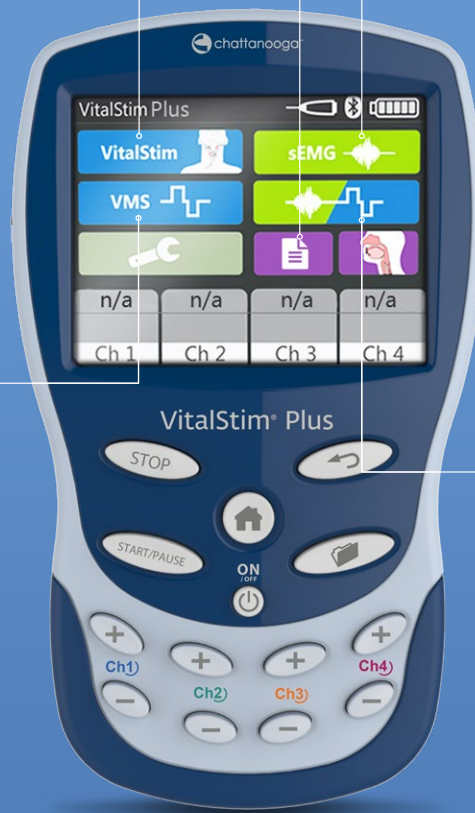 chattanooga
VitalStim Plus
VitalStim
sEMG
VMS
n/a n/a n/a n/a
Ch 1 Ch 2 Ch 3 Ch 4
VitalStim® Plus
STOP
START/PAUSE
ON
/OFF
+ + + +
Ch1) Ch2) Ch3) Ch4)
− − − −